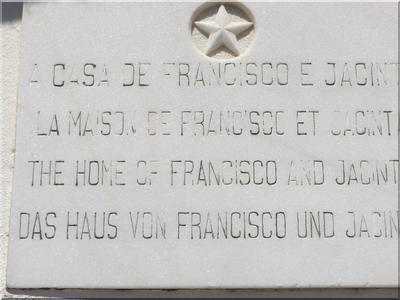 A CASA DE FRANCISCO E JACINT
LA MAISON DE FRANCISCO ET JACINT
THE HOME OF FRANCISCO AND JACINT
DAS HAUS VON FRANCISCO UND JACIN